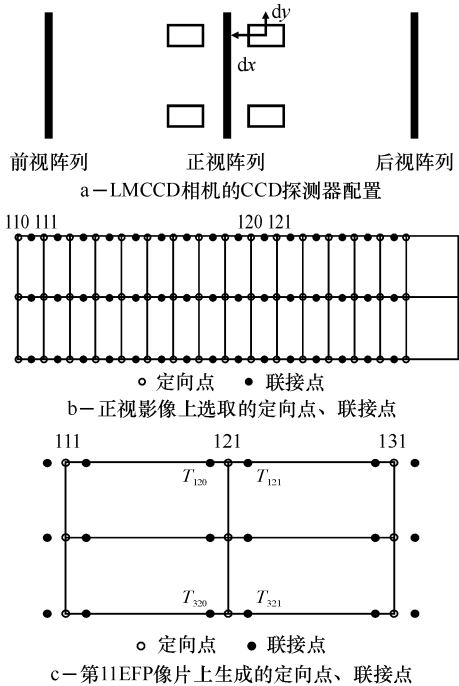 dy
dx
前视阵列 正视阵列 后视阵列
a－LMCCD相机的CCD探测器配置
110 111 120 121
定向点 联接点
b－正视影像上选取的定向点、联接点
111 121 131
T120 T121
T320 T321
定向点 联接点
c－第11EFP像片上生成的定向点、联接点